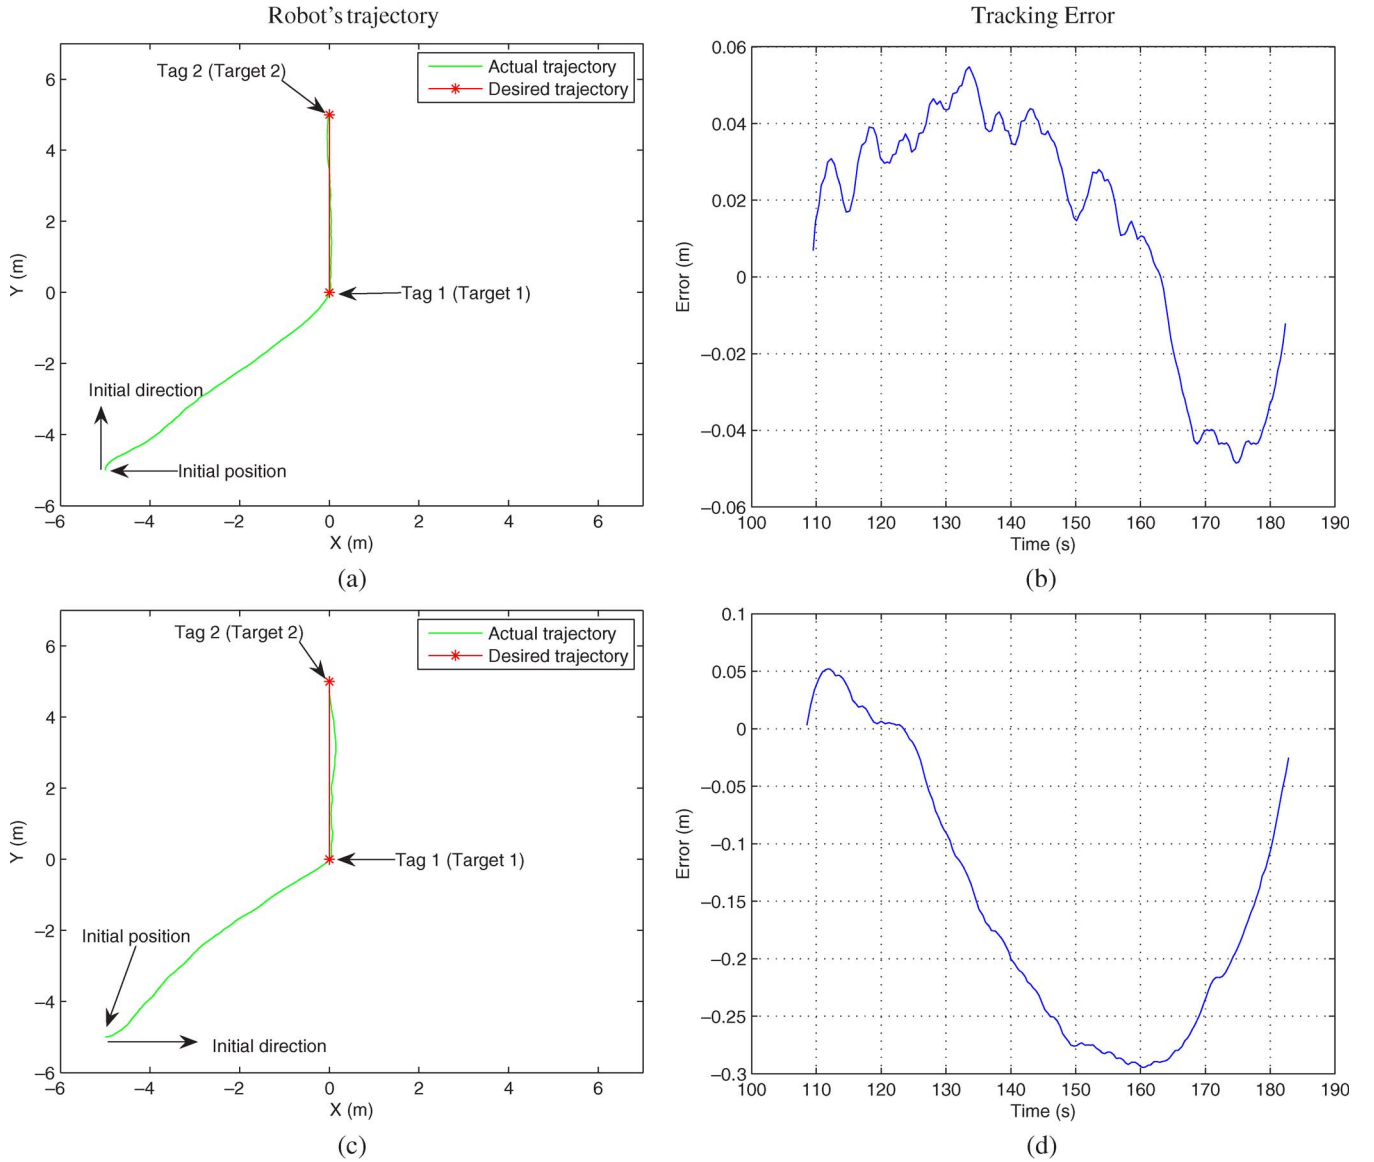 Robot's trajectory
Tracking Error
6
4
2
0
−2
−4
−6
−6
−4
−2
0
2
4
6
Y (m)
X (m)
Tag 2 (Target 2)
Actual trajectory
Desired trajectory
Tag 1 (Target 1)
Initial direction
Initial position
(a)
0.06
0.04
0.02
0
−0.02
−0.04
−0.06
100
110
120
130
140
150
160
170
180
190
Error (m)
Time (s)
(b)
6
4
2
0
−2
−4
−6
−6
−4
−2
0
2
4
6
Y (m)
X (m)
Tag 2 (Target 2)
Actual trajectory
Desired trajectory
Tag 1 (Target 1)
Initial position
Initial direction
(c)
0.1
0.05
0
−0.05
−0.1
−0.15
−0.2
−0.25
−0.3
100
110
120
130
140
150
160
170
180
190
Error (m)
Time (s)
(d)